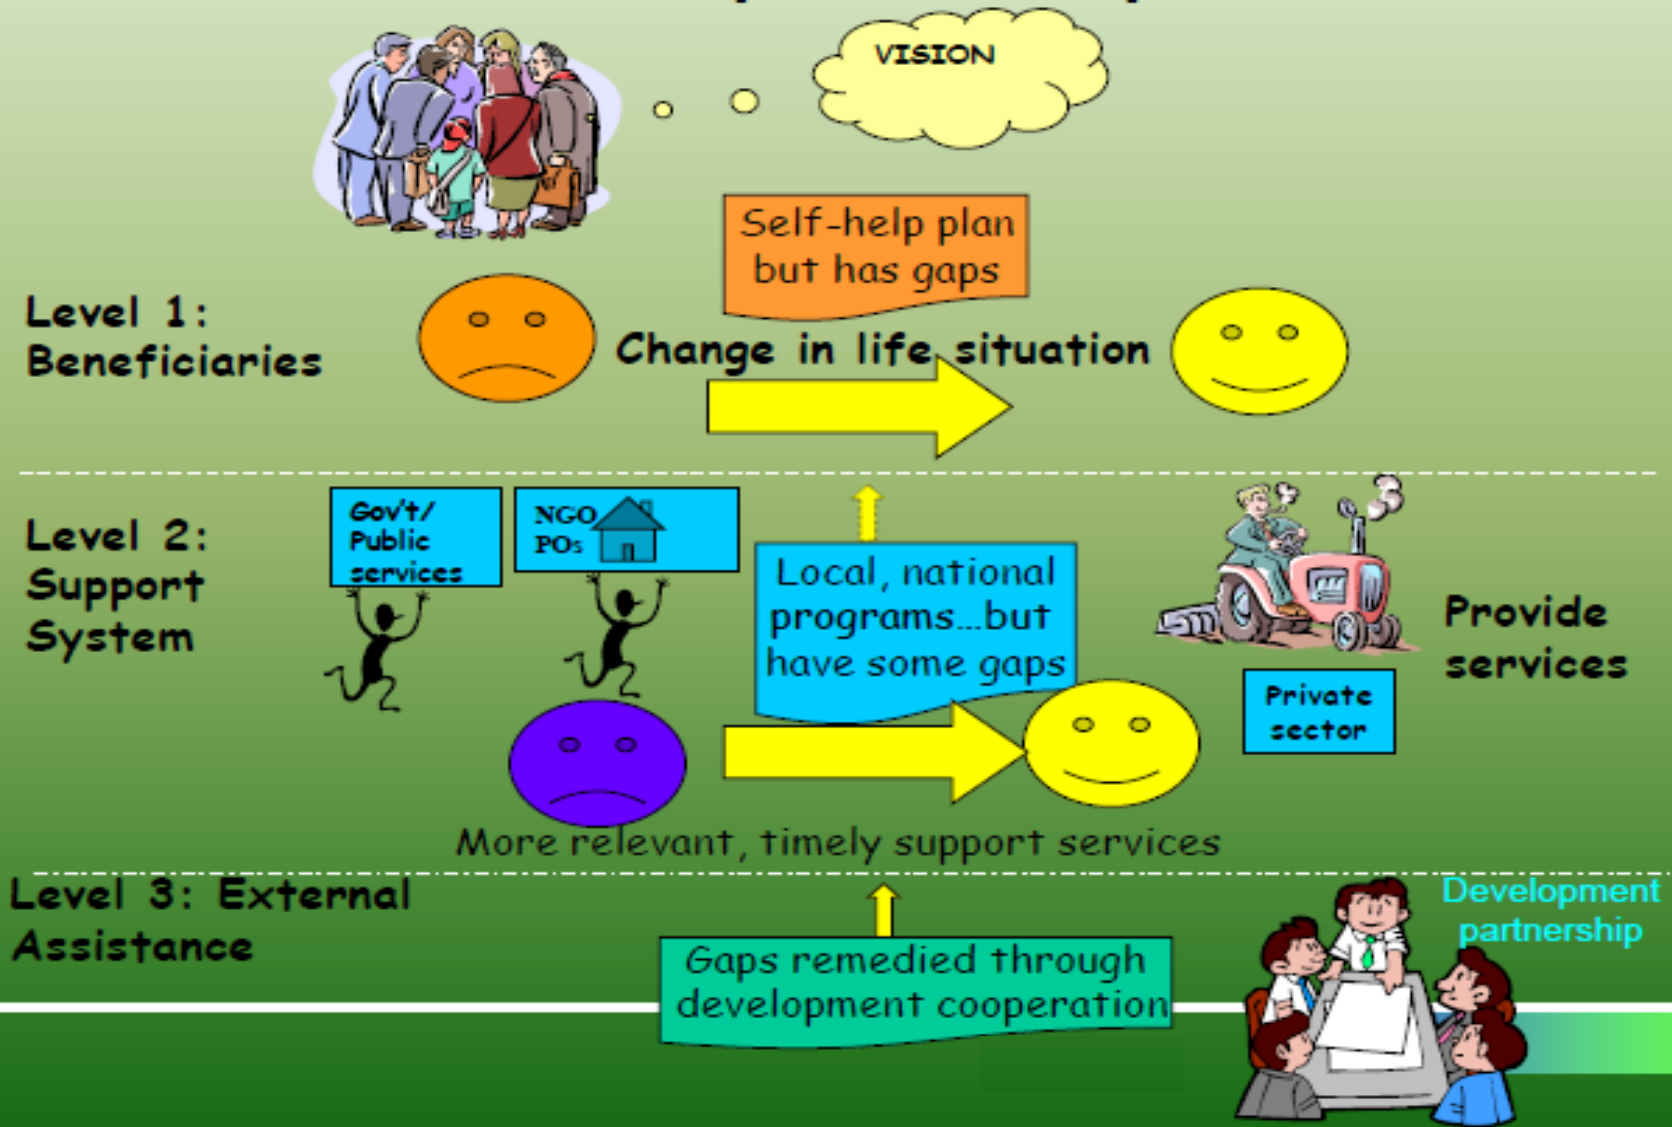 VISION
Self-help plan
but has gaps
Level 1:
Beneficiaries
Change in life situation
Level 2:
Support
System
Gov't/
Public
services
NGO
POs
Local, national
programs...but
have some gaps
Provide
services
Private
sector
More relevant, timely support services
Level 3: External
Assistance
Gaps remedied through
development cooperation
Development
partnership